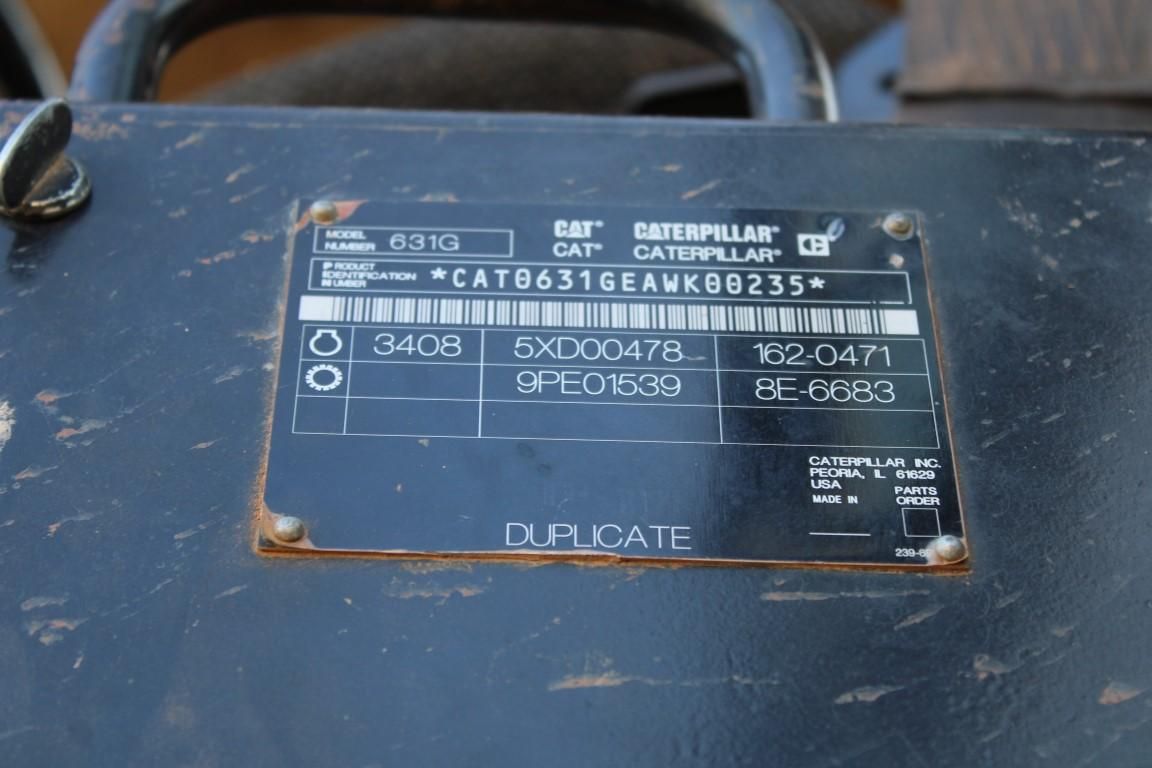 MODEL NUMBER 631G
CAT® CATERPILLAR®
CAT® CATERPILLAR®
PRODUCT IDENTIFICATION NUMBER *CAT0631GEAWK00235*
3408 5XD00478 162-0471
9PE01539 8E-6683
CATERPILLAR INC.
PEORIA, IL 61629
USA
MADE IN
PARTS ORDER
DUPLICATE